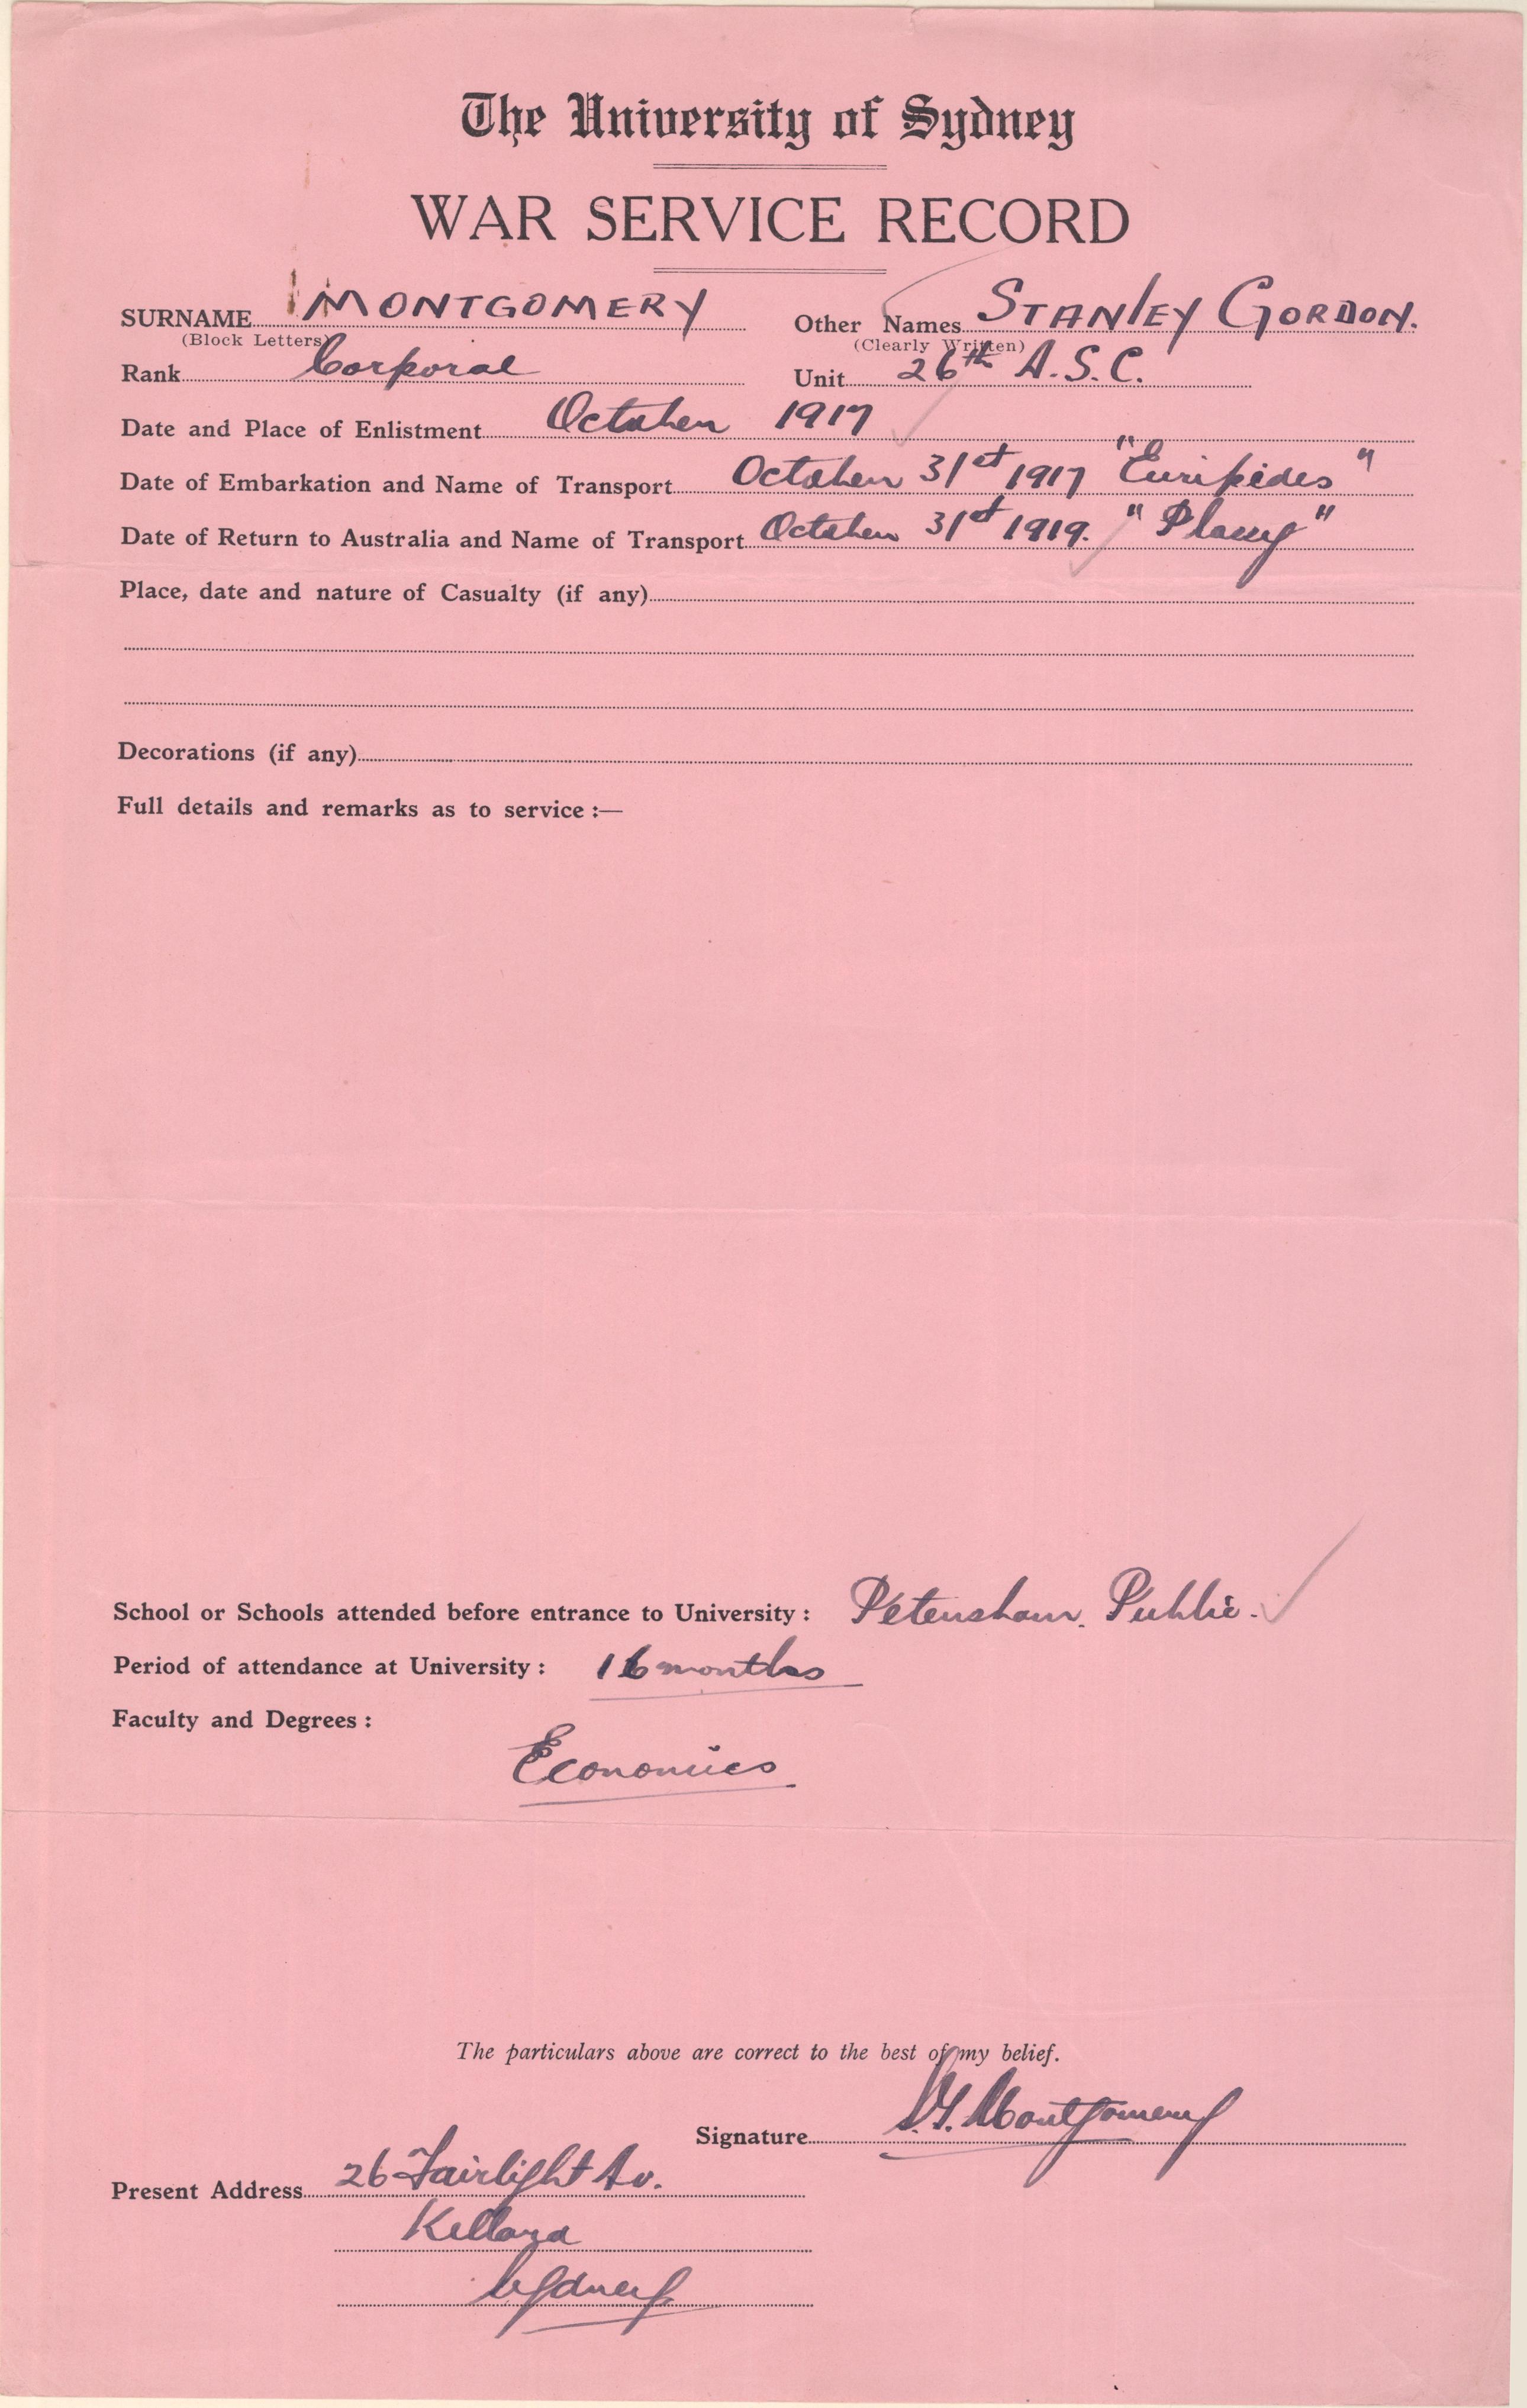 The University of Sydney
WAR SERVICE RECORD
SURNAME MONTGOMERY Other Names STANLEY GORDON.
(Block Letters) (Clearly Written)
Rank Corporal Unit 26th A.S.C.
Date and Place of Enlistment October 1917
Date of Embarkation and Name of Transport October 31st 1917 "Euripides"
Date of Return to Australia and Name of Transport October 31st 1919. "Plassy"
Place, date and nature of Casualty (if any)
Decorations (if any)
Full details and remarks as to service :—
School or Schools attended before entrance to University : Petersham Public.
Period of attendance at University : 16 months
Faculty and Degrees :
Economics
The particulars above are correct to the best of my belief.
Signature S.G. Montgomery
Present Address 26 Fairlight Av.
Killara
Sydney